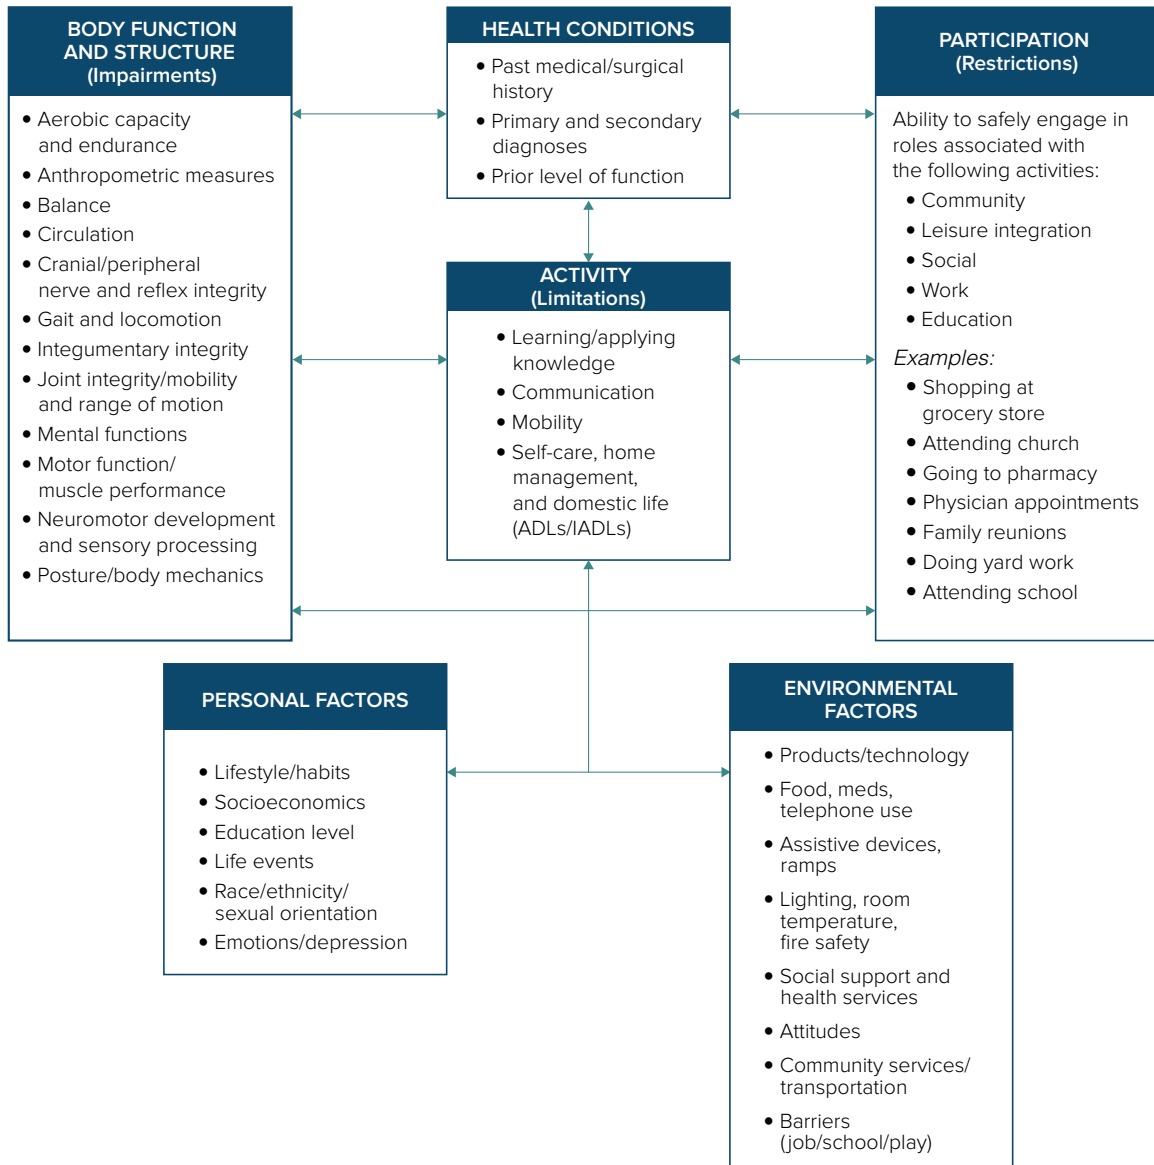 BODY FUNCTION
AND STRUCTURE
(Impairments)
• Aerobic capacity
and endurance
• Anthropometric measures
• Balance
• Circulation
• Cranial/peripheral
nerve and reflex integrity
• Gait and locomotion
• Integumentary integrity
• Joint integrity/mobility
and range of motion
• Mental functions
• Motor function/
muscle performance
• Neuromotor development
and sensory processing
• Posture/body mechanics
HEALTH CONDITIONS
• Past medical/surgical
history
• Primary and secondary
diagnoses
• Prior level of function
ACTIVITY
(Limitations)
• Learning/applying
knowledge
• Communication
• Mobility
• Self-care, home
management,
and domestic life
(ADLs/IADLs)
PARTICIPATION
(Restrictions)
Ability to safely engage in
roles associated with
the following activities:
• Community
• Leisure integration
• Social
• Work
• Education
Examples:
• Shopping at
grocery store
• Attending church
• Going to pharmacy
• Physician appointments
• Family reunions
• Doing yard work
• Attending school
PERSONAL FACTORS
• Lifestyle/habits
• Socioeconomics
• Education level
• Life events
• Race/ethnicity/
sexual orientation
• Emotions/depression
ENVIRONMENTAL
FACTORS
• Products/technology
• Food, meds,
telephone use
• Assistive devices,
ramps
• Lighting, room
temperature,
fire safety
• Social support and
health services
• Attitudes
• Community services/
transportation
• Barriers
(job/school/play)